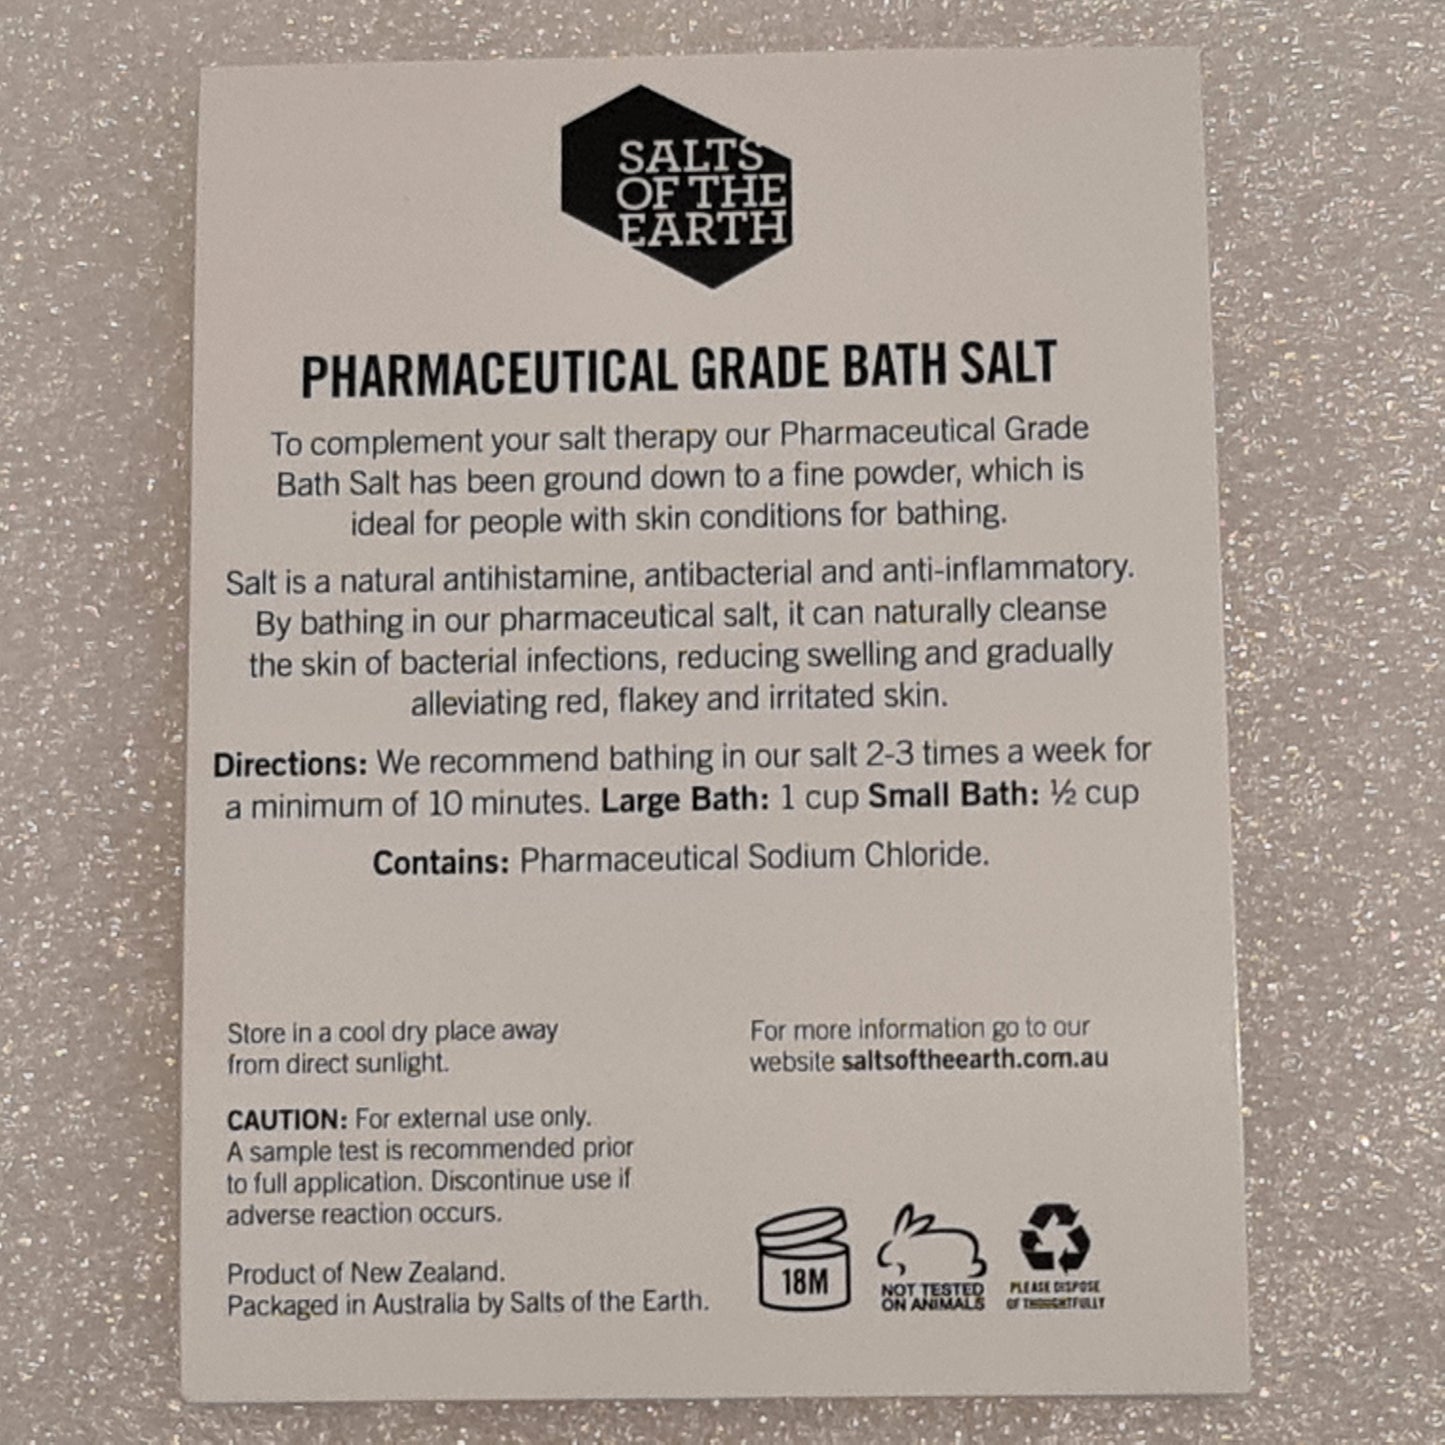 SALTS
OF THE
EARTH
PHARMACEUTICAL GRADE BATH SALT
To complement your salt therapy our Pharmaceutical Grade
Bath Salt has been ground down to a fine powder, which is
ideal for people with skin conditions for bathing.
Salt is a natural antihistamine, antibacterial and anti-inflammatory.
By bathing in our pharmaceutical salt, it can naturally cleanse
the skin of bacterial infections, reducing swelling and gradually
alleviating red, flakey and irritated skin.
Directions: We recommend bathing in our salt 2-3 times a week for
a minimum of 10 minutes. Large Bath: 1 cup Small Bath: ½ cup
Contains: Pharmaceutical Sodium Chloride.
Store in a cool dry place away
from direct sunlight.
CAUTION: For external use only.
A sample test is recommended prior
to full application. Discontinue use if
adverse reaction occurs.
Product of New Zealand.
Packaged in Australia by Salts of the Earth.
For more information go to our
website saltsoftheearth.com.au
18M
NOT TESTED
ON ANIMALS
PLEASE DISPOSE
OF THOUGHTFULLY